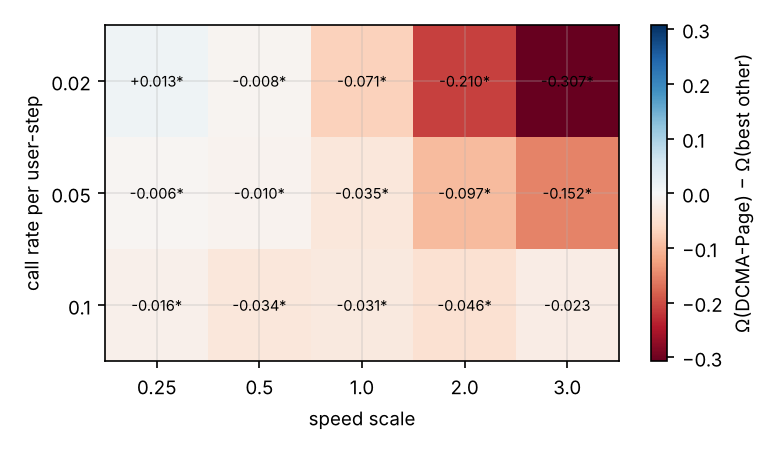 0.02 +0.013* -0.008* -0.071* -0.210* -0.307*
0.05 -0.006* -0.010* -0.035* -0.097* -0.152*
0.1 -0.016* -0.034* -0.031* -0.046* -0.023
0.25 0.5 1.0 2.0 3.0
speed scale
call rate per user-step
0.3
0.2
0.1
0.0
−0.1
−0.2
−0.3
Ω(DCMA-Page) − Ω(best other)